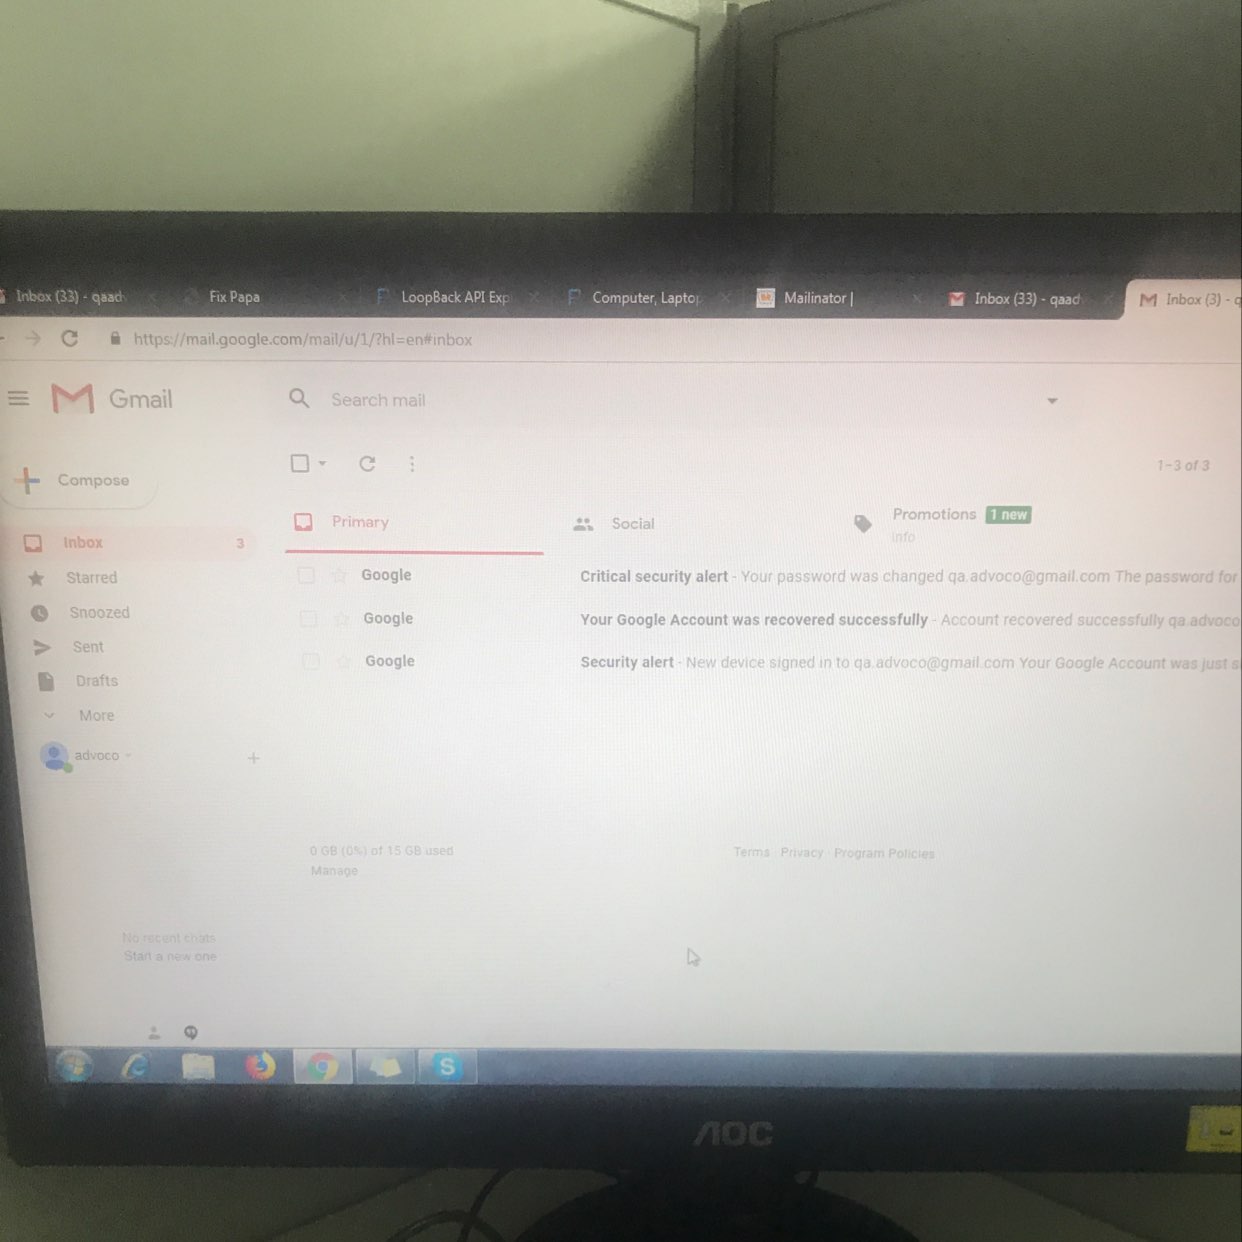 Inbox (33) - qaad
Fix Papa
LoopBack API Exp
Computer, Laptop
Mailinator |
Inbox (33) - qaad
Inbox (3) - q
https://mail.google.com/mail/u/1/?hl=en#inbox
Gmail
Search mail
1–3 of 3
Compose
Primary
Social
Promotions 1 new
info
Inbox 3
Starred
Snoozed
Sent
Drafts
More
advoco
Google Critical security alert - Your password was changed qa.advoco@gmail.com The password for
Google Your Google Account was recovered successfully - Account recovered successfully qa.advoco
Google Security alert - New device signed in to qa.advoco@gmail.com Your Google Account was just s
0 GB (0%) of 15 GB used
Manage
Terms · Privacy · Program Policies
No recent chats
Start a new one
AOC